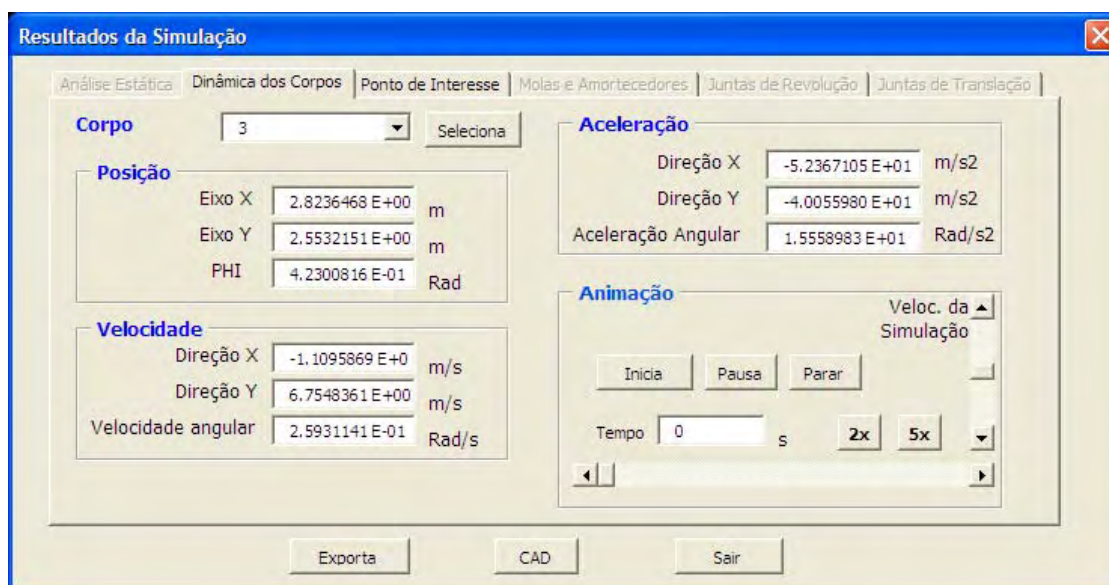 Resultados da Simulação
Análise Estática Dinâmica dos Corpos Ponto de Interesse Molas e Amortecedores Juntas de Revolução Juntas de Translação
Corpo 3 Seleciona
Posição
Eixo X 2.8236468 E+00 m
Eixo Y 2.5532151 E+00 m
PHI 4.2300816 E-01 Rad
Velocidade
Direção X -1.1095869 E+0 m/s
Direção Y 6.7548361 E+00 m/s
Velocidade angular 2.5931141 E-01 Rad/s
Aceleração
Direção X -5.2367105 E+01 m/s2
Direção Y -4.0055980 E+01 m/s2
Aceleração Angular 1.5558983 E+01 Rad/s2
Animação
Veloc. da
Simulação
Inicia Pausa Parar
Tempo 0 s 2x 5x
Exporta CAD Sair